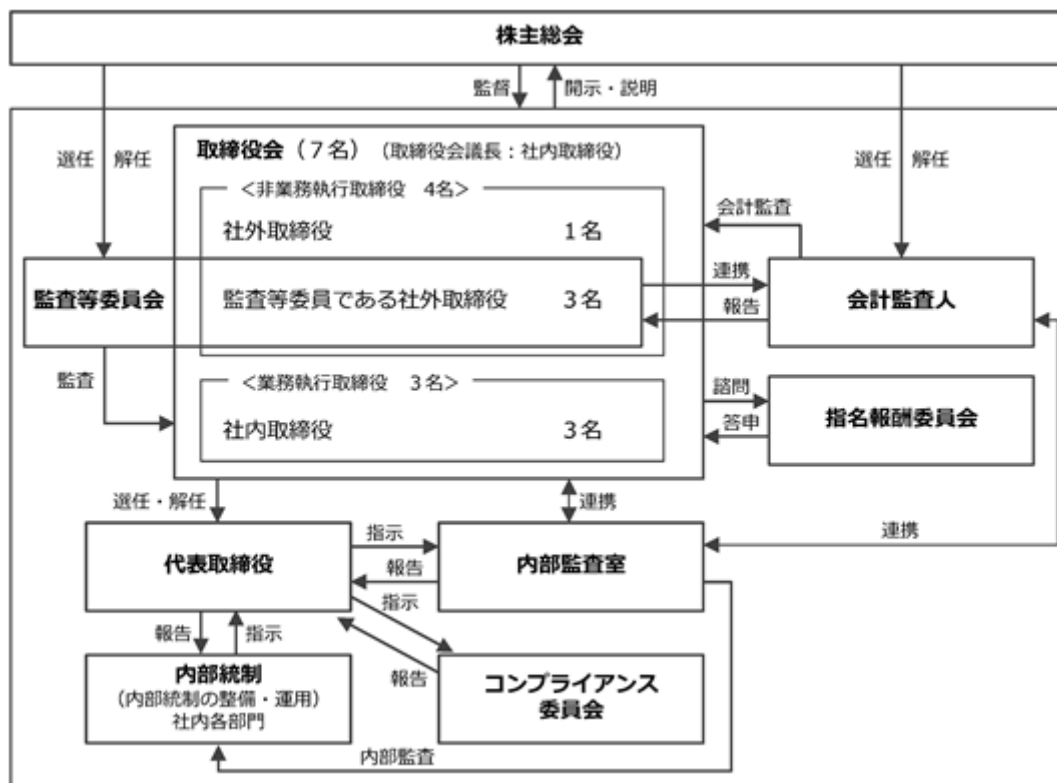 株主総会
監督
開示・説明
選任
解任
選任
解任
取締役会（７名）（取締役会議長：社内取締役）
＜非業務執行取締役　4名＞
社外取締役
１名
会計監査
監査等委員会
監査等委員である社外取締役
３名
連携
報告
会計監査人
監査
＜業務執行取締役　３名＞
社内取締役
３名
諮問
答申
指名報酬委員会
選任・解任
連携
代表取締役
指示
報告
内部監査室
連携
指示
報告
指示
報告
内部統制
（内部統制の整備・運用）
社内各部門
コンプライアンス
委員会
内部監査